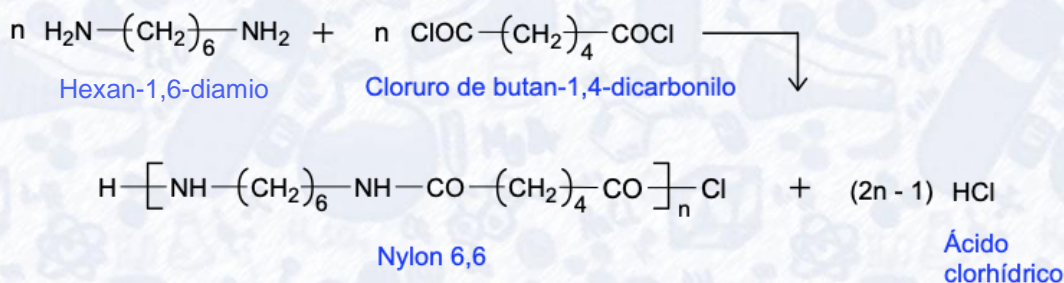 n H₂N-(CH₂)₆-NH₂ + n ClOC-(CH₂)₄-COCl
Hexan-1,6-diamio Cloruro de butan-1,4-dicarbonilo
H-[NH-(CH₂)₆-NH-CO-(CH₂)₄-CO]ₙ-Cl + (2n - 1) HCl
Nylon 6,6
Ácido
clorhídrico